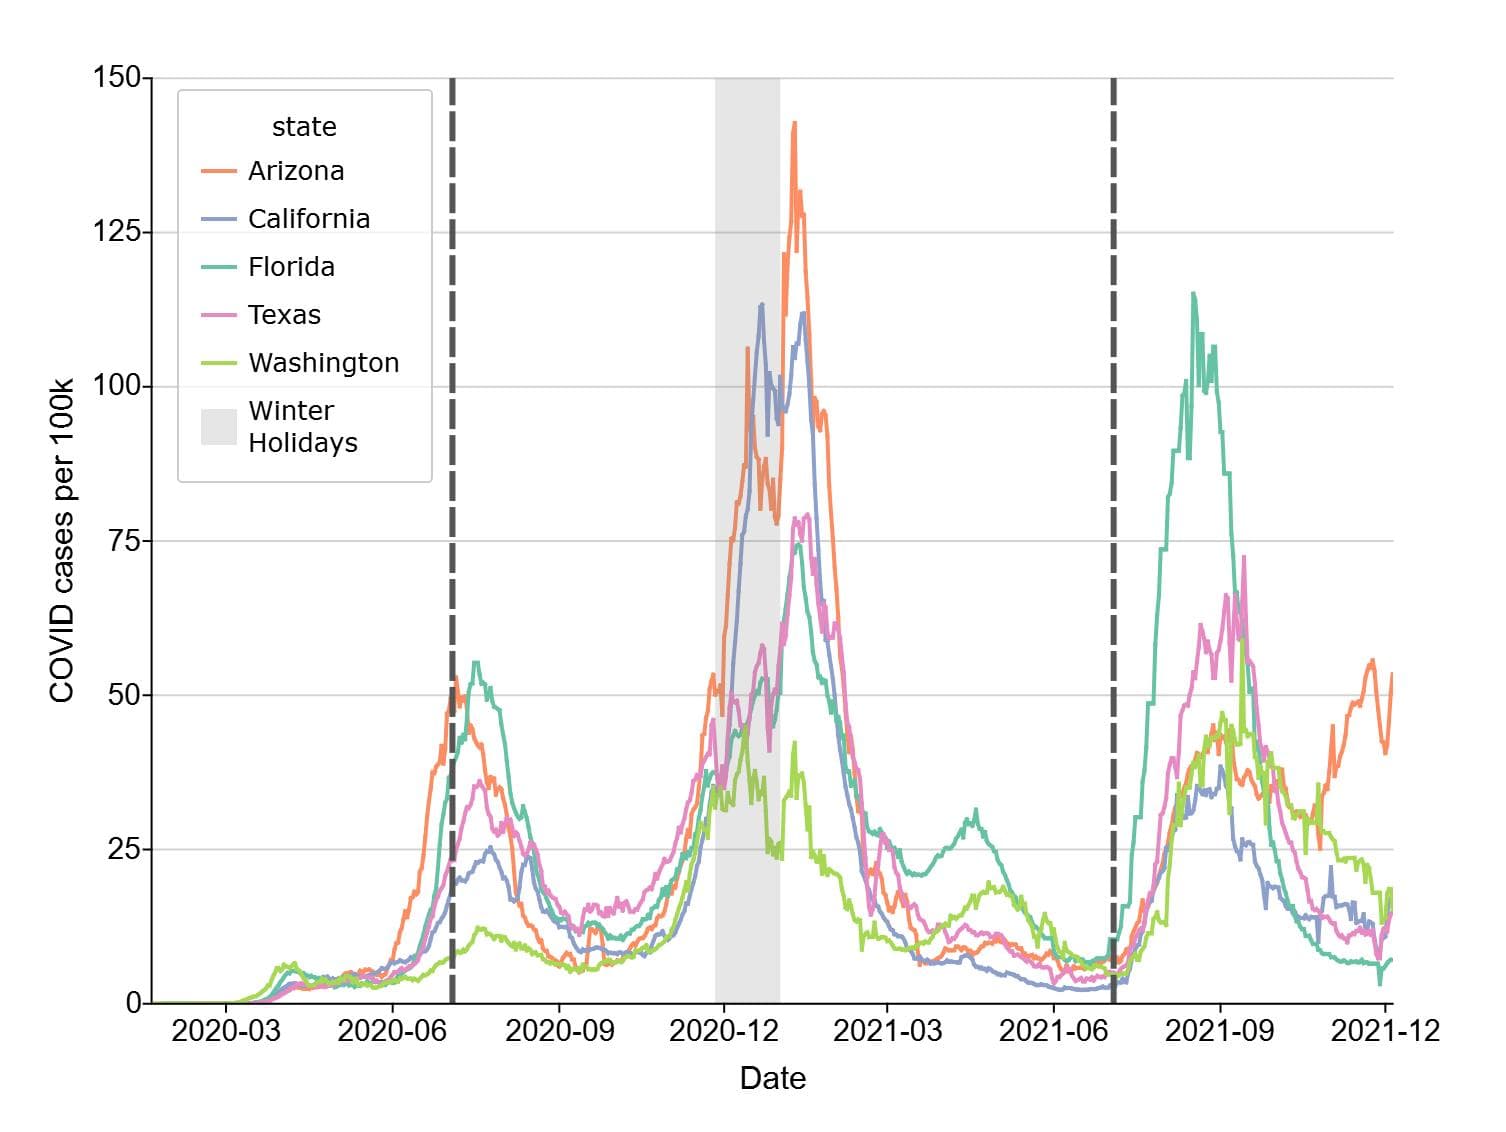 150
125
100
75
50
25
0
COVID cases per 100k
state
Arizona
California
Florida
Texas
Washington
Winter
Holidays
2020-03
2020-06
2020-09
2020-12
2021-03
2021-06
2021-09
2021-12
Date